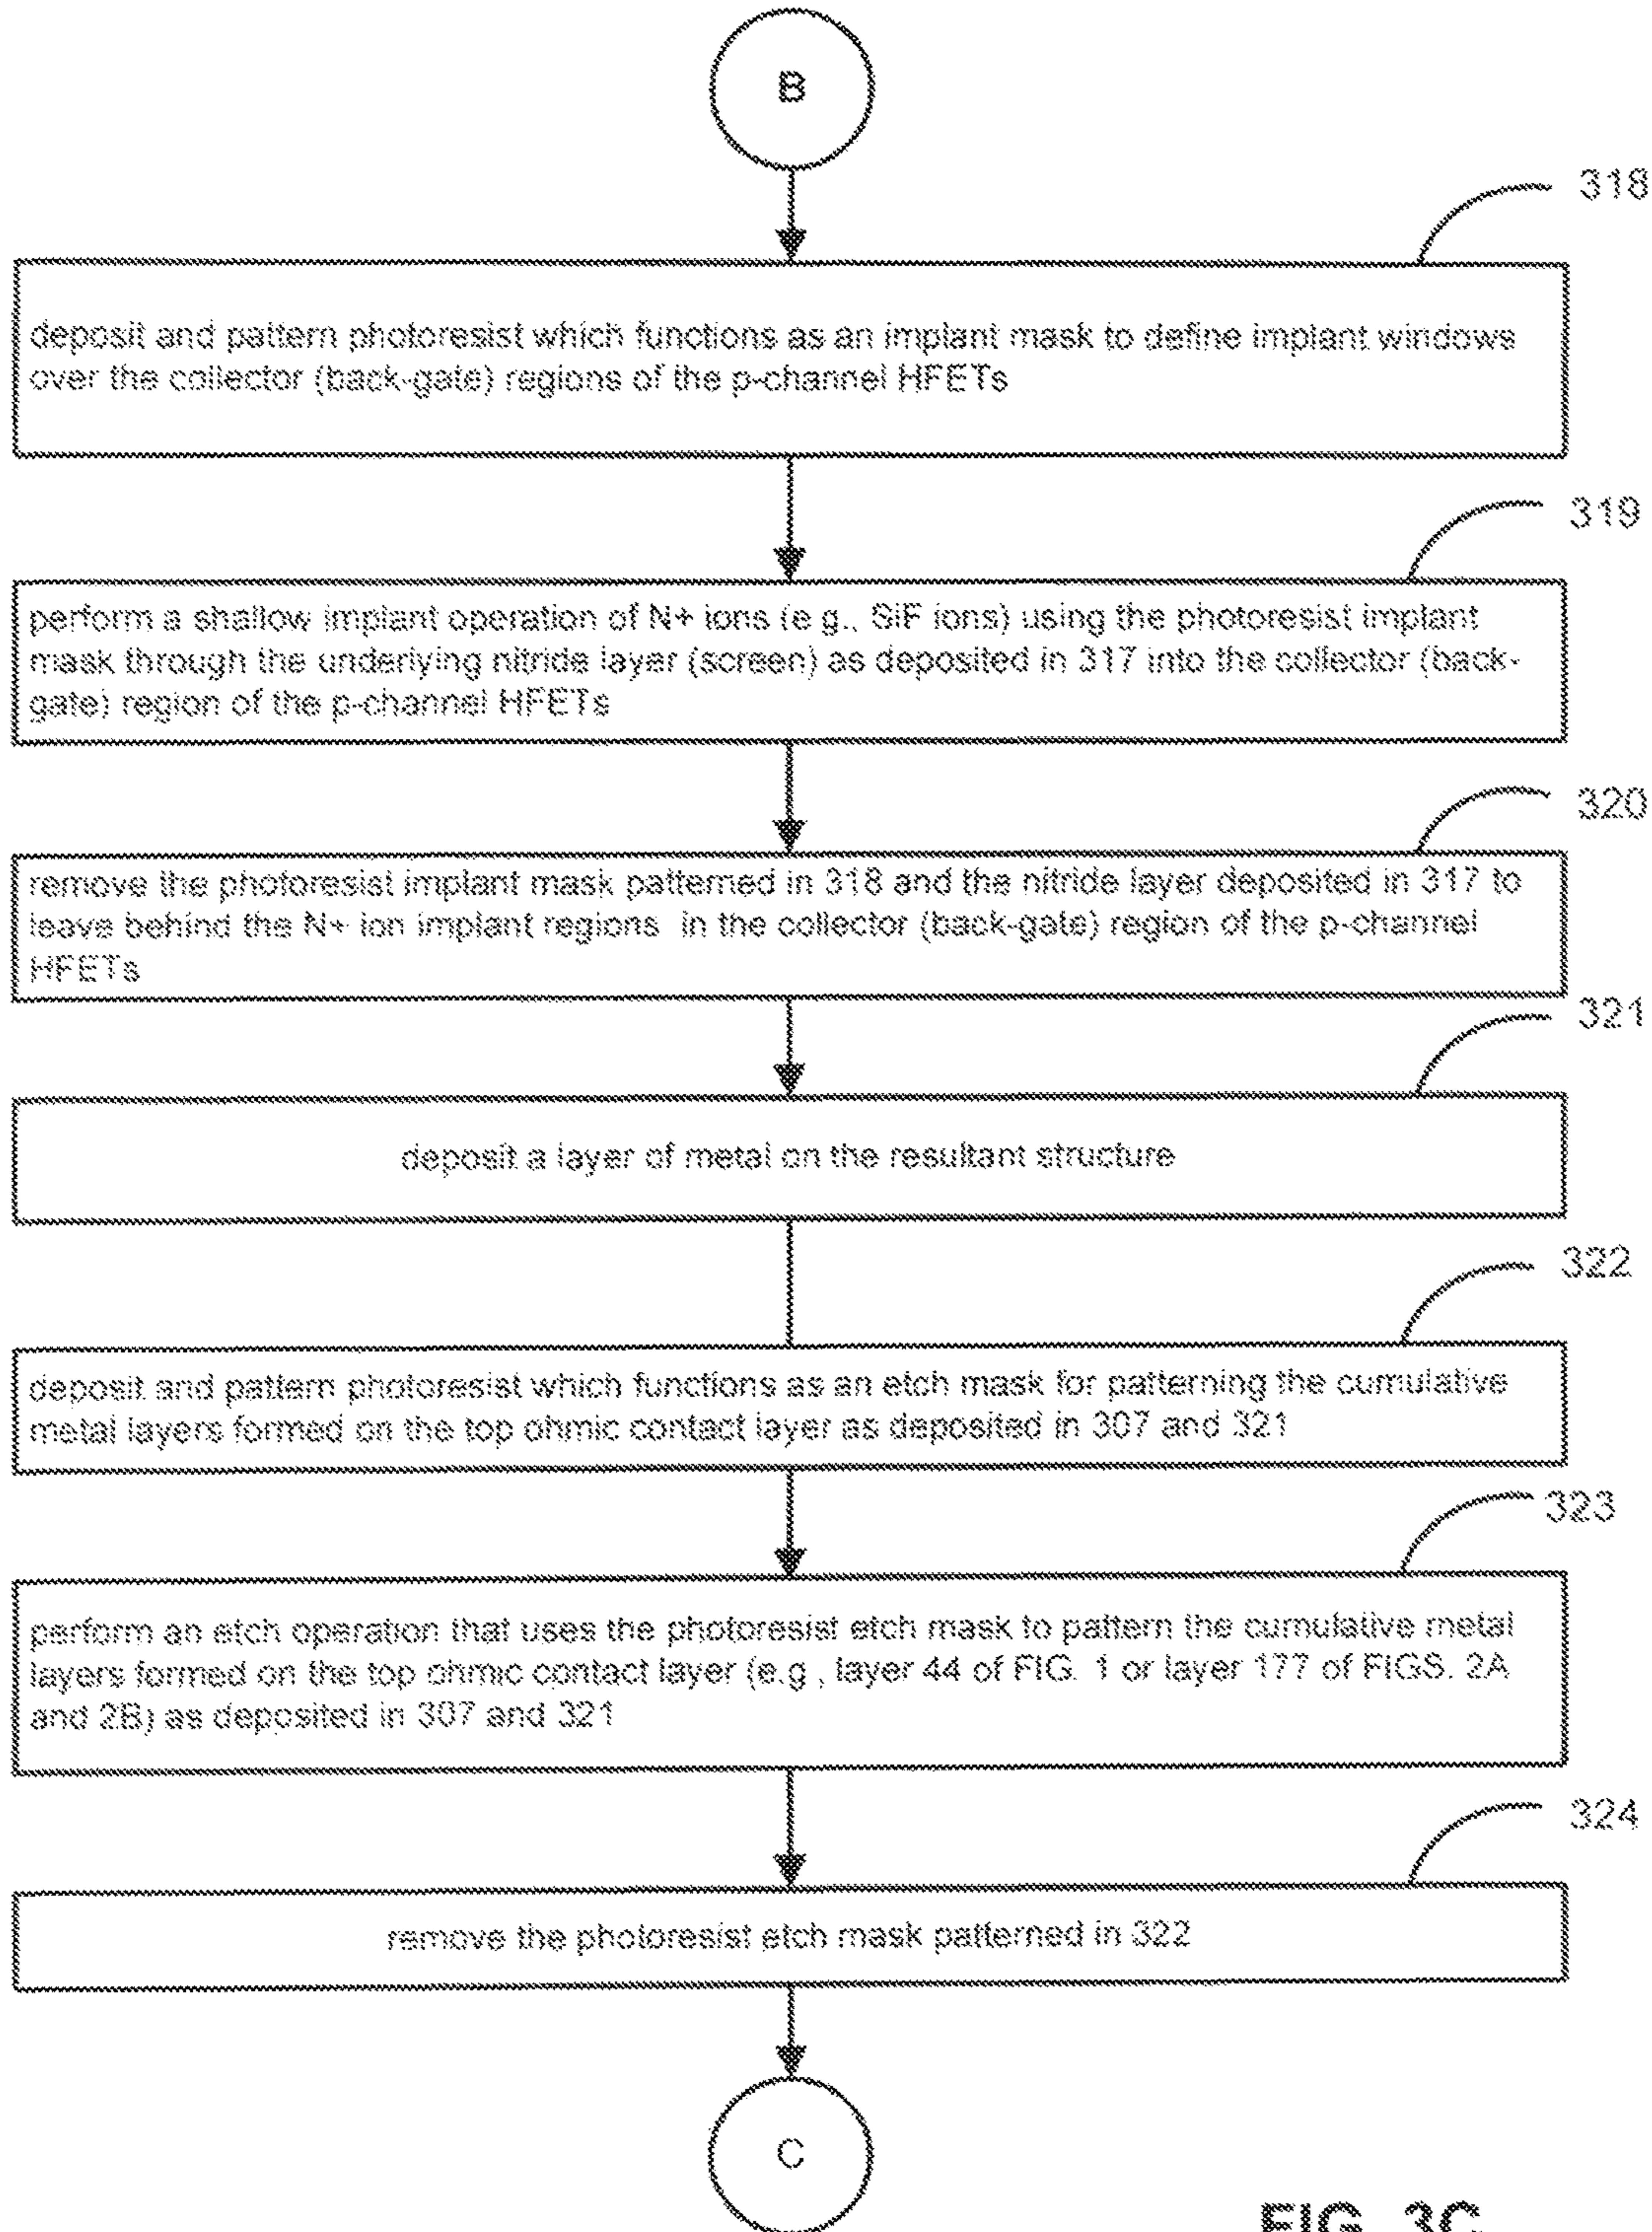 B
318
deposit and pattern photoresist which functions as an implant mask to define implant windows
over the collector (back-gate) regions of the p-channel HFETs
319
perform a shallow implant operation of N+ ions (e g., SiF ions) using the photoresist implant
mask through the underlying nitride layer (screen) as deposited in 317 into the collector (back-
gate) region of the p-channel HFETs
320
remove the photoresist implant mask patterned in 318 and the nitride layer deposited in 317 to
leave behind the N+ ion implant regions in the collector (back-gate) region of the p-channel
HFETs
321
deposit a layer of metal on the resultant structure
322
deposit and pattern photoresist which functions as an etch mask for patterning the cumulative
metal layers formed on the top ohmic contact layer as deposited in 307 and 321
323
perform an etch operation that uses the photoresist etch mask to pattern the cumulative metal
layers formed on the top ohmic contact layer (e.g , layer 44 of FIG. 1 or layer 177 of FIGS. 2A
and 2B) as deposited in 307 and 321
324
remove the photoresist etch mask patterned in 322
C
FIG. 3C